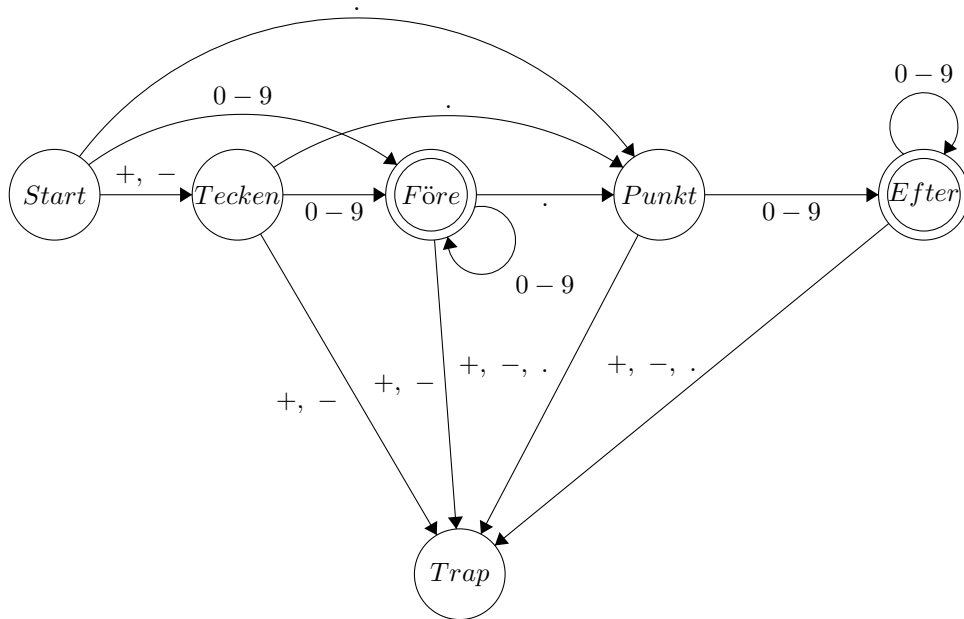 .
0 − 9
0 − 9
.
Start
+, −
Tecken
0 − 9
Före
.
Punkt
0 − 9
Efter
0 − 9
+, −
+, −
+, −, .
+, −, .
Trap